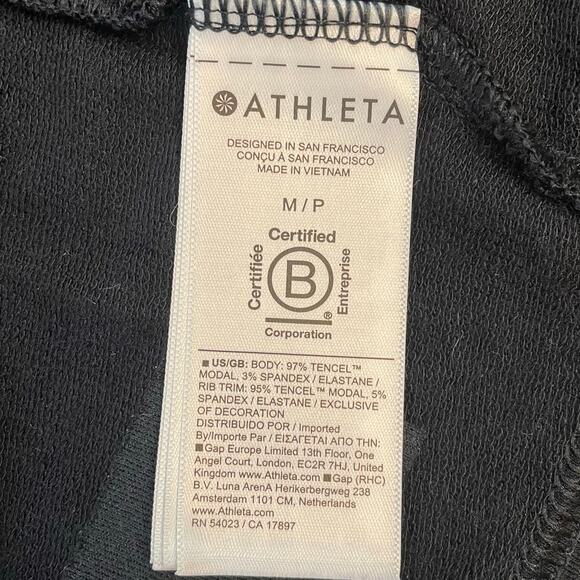 ATHLETA
DESIGNED IN SAN FRANCISCO
CONÇU À SAN FRANCISCO
MADE IN VIETNAM
M / P
Certified
Certifiée
B
Entreprise
®
Corporation
■ US/GB: BODY: 97% TENCEL™
MODAL, 3% SPANDEX / ELASTANE /
RIB TRIM: 95% TENCEL™ MODAL, 5%
SPANDEX / ELASTANE / EXCLUSIVE
OF DECORATION
DISTRIBUIDO POR / Imported
By/Importe Par / ΕΙΣΑΓΕΤΑΙ ΑΠΟ ΤΗΝ:
■Gap Europe Limited 13th Floor, One
Angel Court, London, EC2R 7HJ, United
Kingdom www.Athleta.com ■Gap (RHC)
B.V. Luna ArenA Herikerbergweg 238
Amsterdam 1101 CM, Netherlands
www.Athleta.com
RN 54023 / CA 17897